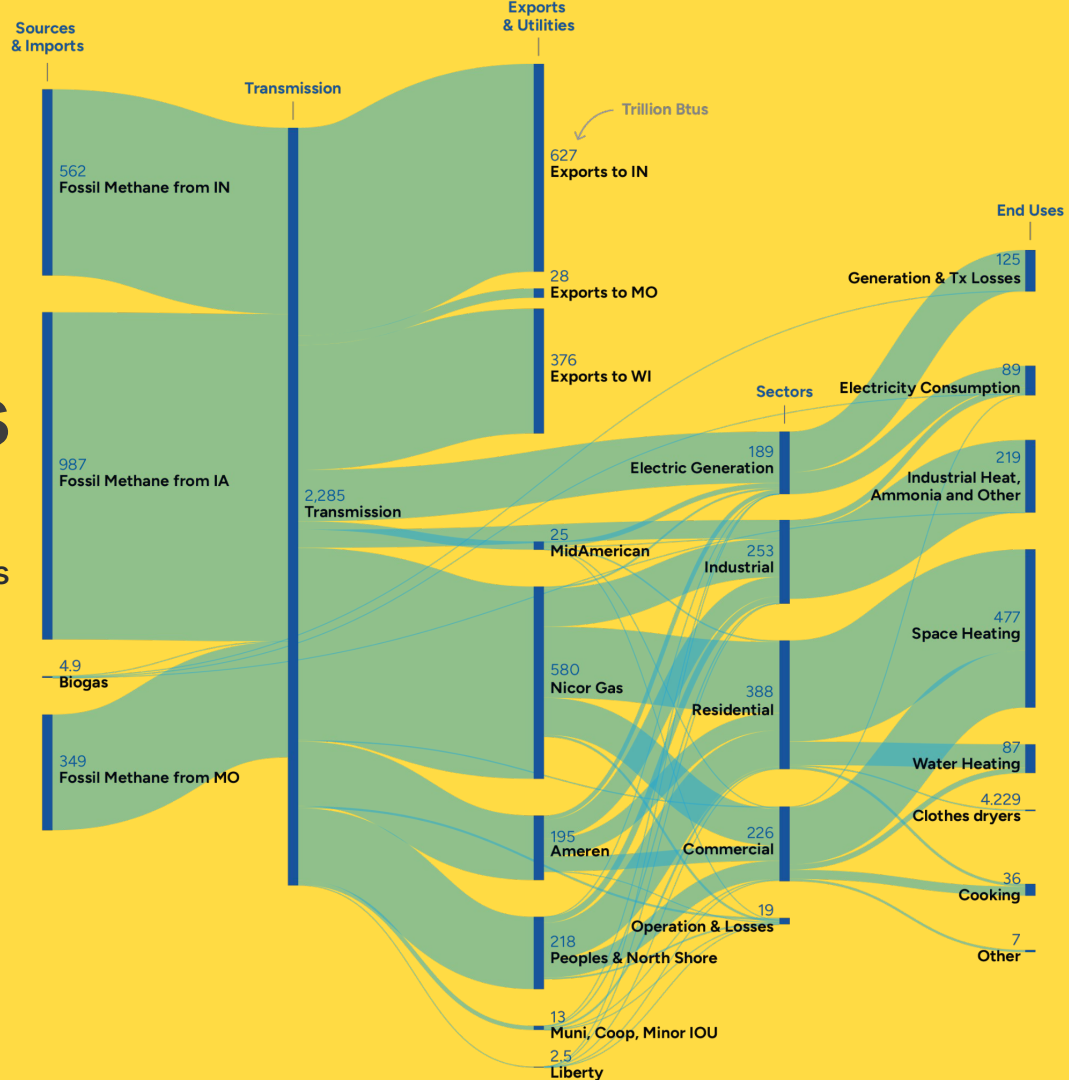 Sources
& Imports
Transmission
Exports
& Utilities
Trillion Btus
Sectors
End Uses
562
Fossil Methane from IN
987
Fossil Methane from IA
4.9
Biogas
349
Fossil Methane from MO
2,285
Transmission
627
Exports to IN
28
Exports to MO
376
Exports to WI
25
MidAmerican
580
Nicor Gas
195
Ameren
218
Peoples & North Shore
13
Muni, Coop, Minor IOU
2.5
Liberty
189
Electric Generation
253
Industrial
388
Residential
226
Commercial
19
Operation & Losses
125
Generation & Tx Losses
89
Electricity Consumption
219
Industrial Heat,
Ammonia and Other
477
Space Heating
87
Water Heating
4.229
Clothes dryers
36
Cooking
7
Other
s
s